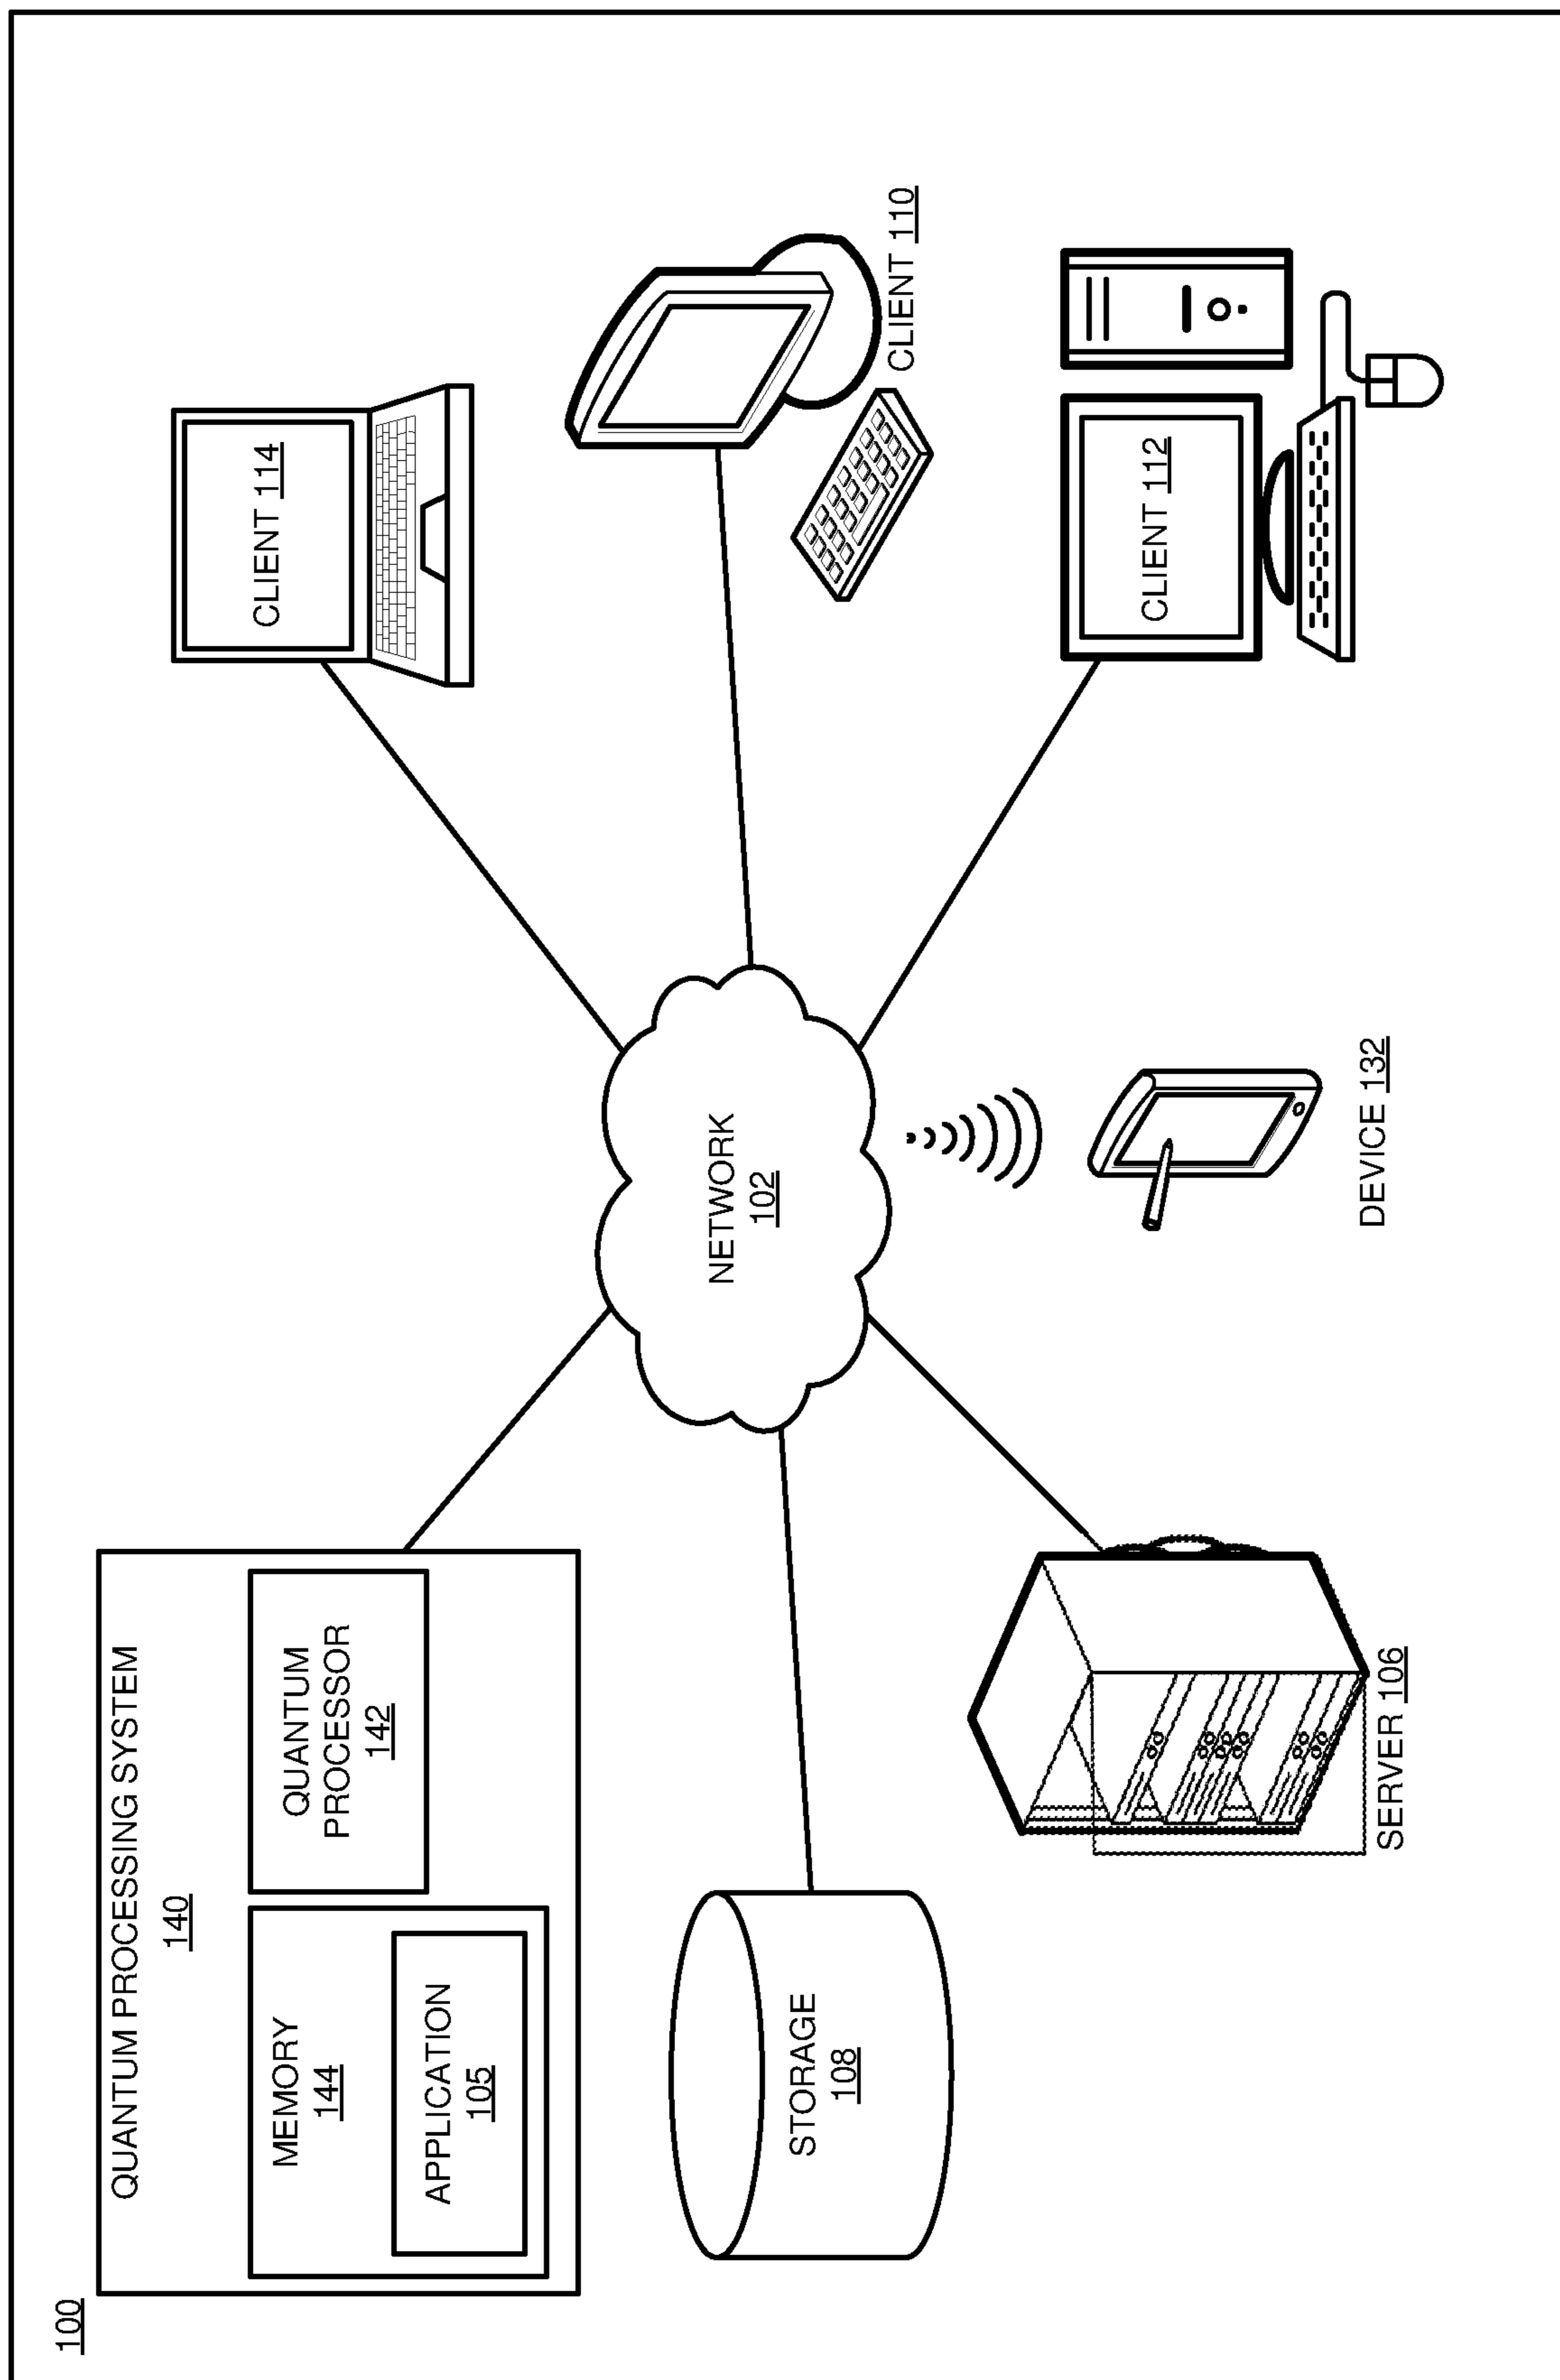 100
QUANTUM PROCESSING SYSTEM
140
MEMORY
144
APPLICATION
105
QUANTUM
PROCESSOR
142
STORAGE
108
SERVER 106
NETWORK
102
DEVICE 132
CLIENT 114
CLIENT 110
CLIENT 112